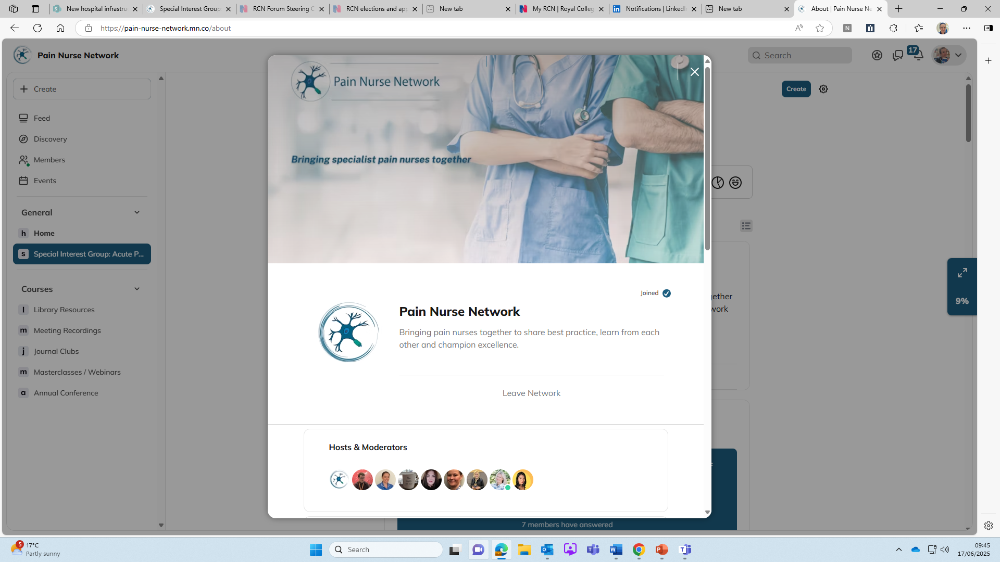 New hospital infrastru
Special Interest Group
RCN Forum Steering C
RCN elections and app
New tab
My RCN | Royal Colleg
Notifications | LinkedI
New tab
About | Pain Nurse Ne
https://pain-nurse-network.mn.co/about
Pain Nurse Network
Search
17
Create
Feed
Discovery
Members
Events
General
h Home
s Special Interest Group: Acute P...
Courses
l Library Resources
m Meeting Recordings
j Journal Clubs
m Masterclasses / Webinars
a Annual Conference
Pain Nurse Network
Bringing specialist pain nurses together
Joined
Pain Nurse Network
Bringing pain nurses together to share best practice, learn from each
other and champion excellence.
Leave Network
Hosts & Moderators
Create
gether
work
9%
7 members have answered
5
17°C
Partly sunny
Search
09:45
17/06/2025